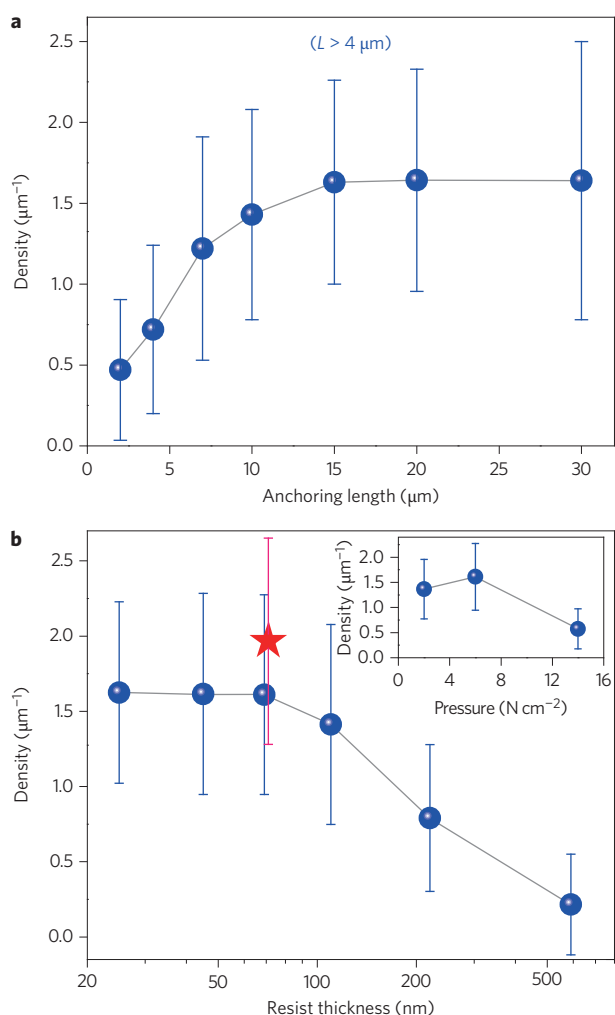 a
(L > 4 μm)
2.5
2.0
1.5
1.0
0.5
0.0
Density (μm⁻¹)
0 5 10 15 20 25 30
Anchoring length (μm)
b
2.5
2.0
1.5
1.0
0.5
0.0
Density (μm⁻¹)
2.0
1.5
1.0
0.5
0.0
Density (μm⁻¹)
0 4 8 12 16
Pressure (N cm⁻²)
20 50 100 200 500
Resist thickness (nm)